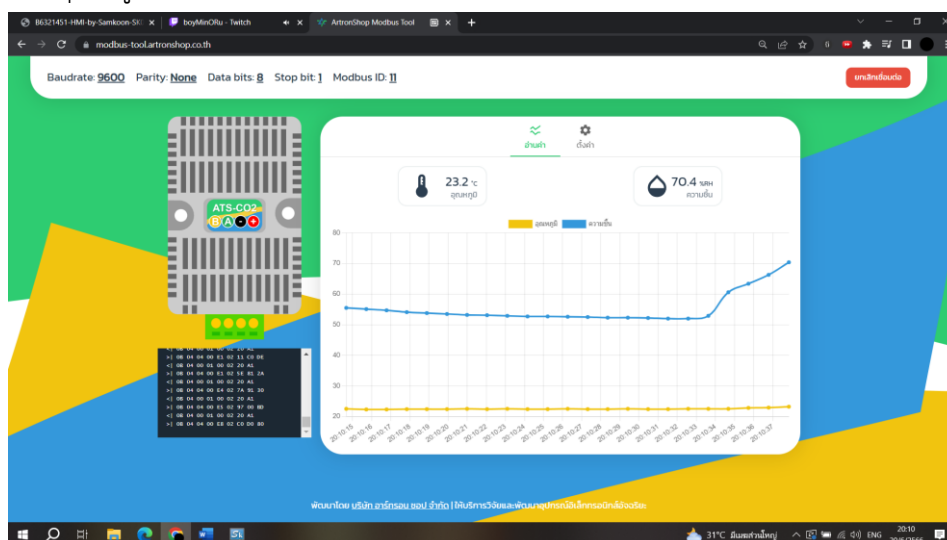 B6321451-HMI-by-Samkoon-SKI
boyMinORu - Twitch
ArtronShop Modbus Tool
modbus-tool.artronshop.co.th
Baudrate: 9600 Parity: None Data bits: 8 Stop bit: 1 Modbus ID: 11
ยกเลิกเชื่อมต่อ
อ่านค่า ตั้งค่า
23.2 °C
อุณหภูมิ
70.4 %RH
ความชื้น
ATS-CO2
B A - +
อุณหภูมิ ความชื้น
80
70
60
50
40
30
20
20:10:15 20:10:16 20:10:17 20:10:18 20:10:19 20:10:20 20:10:21 20:10:22 20:10:23 20:10:24 20:10:25 20:10:26 20:10:27 20:10:28 20:10:29 20:10:30 20:10:31 20:10:32 20:10:33 20:10:34 20:10:35 20:10:36 20:10:37
>| 0B 04 04 00 E1 02 11 C0 DE
<| 0B 04 00 01 00 02 20 A1
>| 0B 04 04 00 E1 02 5E 81 2A
<| 0B 04 00 01 00 02 20 A1
>| 0B 04 04 00 E4 02 7A 91 30
<| 0B 04 00 01 00 02 20 A1
>| 0B 04 04 00 E5 02 97 00 BD
<| 0B 04 00 01 00 02 20 A1
>| 0B 04 04 00 E8 02 C0 D0 80
พัฒนาโดย บริษัท อาร์ทรอน ชอป จำกัด | ให้บริการวิจัยและพัฒนาอุปกรณ์อิเล็กทรอนิกส์อัจฉริยะ
31°C มีเมฆส่วนใหญ่
ENG
20:10